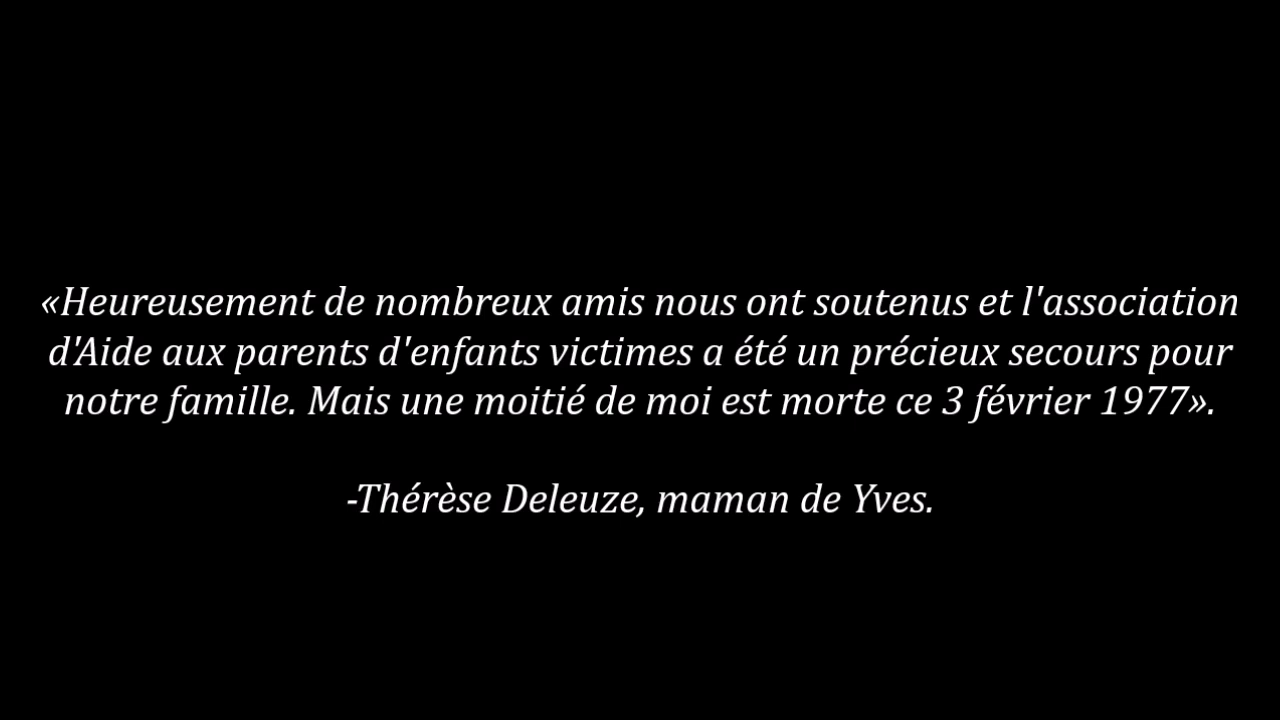 «Heureusement de nombreux amis nous ont soutenus et l'association
d'Aide aux parents d'enfants victimes a été un précieux secours pour
notre famille. Mais une moitié de moi est morte ce 3 février 1977».
-Thérèse Deleuze, maman de Yves.